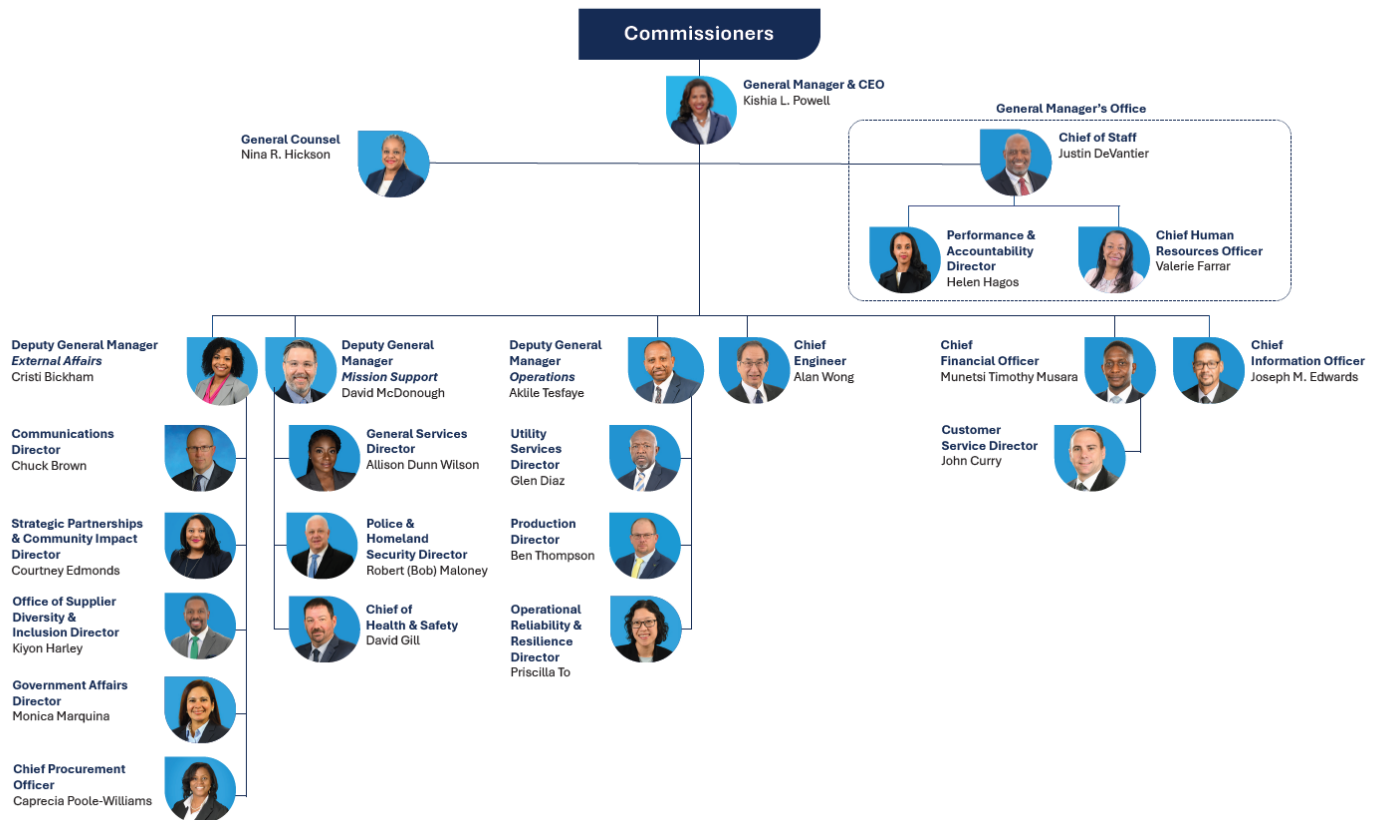 Commissioners
General Manager & CEO
Kishia L. Powell
General Manager's Office
General Counsel
Nina R. Hickson
Chief of Staff
Justin DeVantier
Performance &
Accountability
Director
Helen Hagos
Chief Human
Resources Officer
Valerie Farrar
Deputy General Manager
External Affairs
Cristi Bickham
Deputy General
Manager
Mission Support
David McDonough
Deputy General
Manager
Operations
Aklile Tesfaye
Chief
Engineer
Alan Wong
Chief
Financial Officer
Munetsi Timothy Musara
Chief
Information Officer
Joseph M. Edwards
Communications
Director
Chuck Brown
General Services
Director
Allison Dunn Wilson
Utility
Services
Director
Glen Diaz
Customer
Service Director
John Curry
Strategic Partnerships
& Community Impact
Director
Courtney Edmonds
Police &
Homeland
Security Director
Robert (Bob) Maloney
Production
Director
Ben Thompson
Office of Supplier
Diversity &
Inclusion Director
Kiyon Harley
Chief of
Health & Safety
David Gill
Operational
Reliability &
Resilience
Director
Priscilla To
Government Affairs
Director
Monica Marquina
Chief Procurement
Officer
Caprecia Poole-Williams